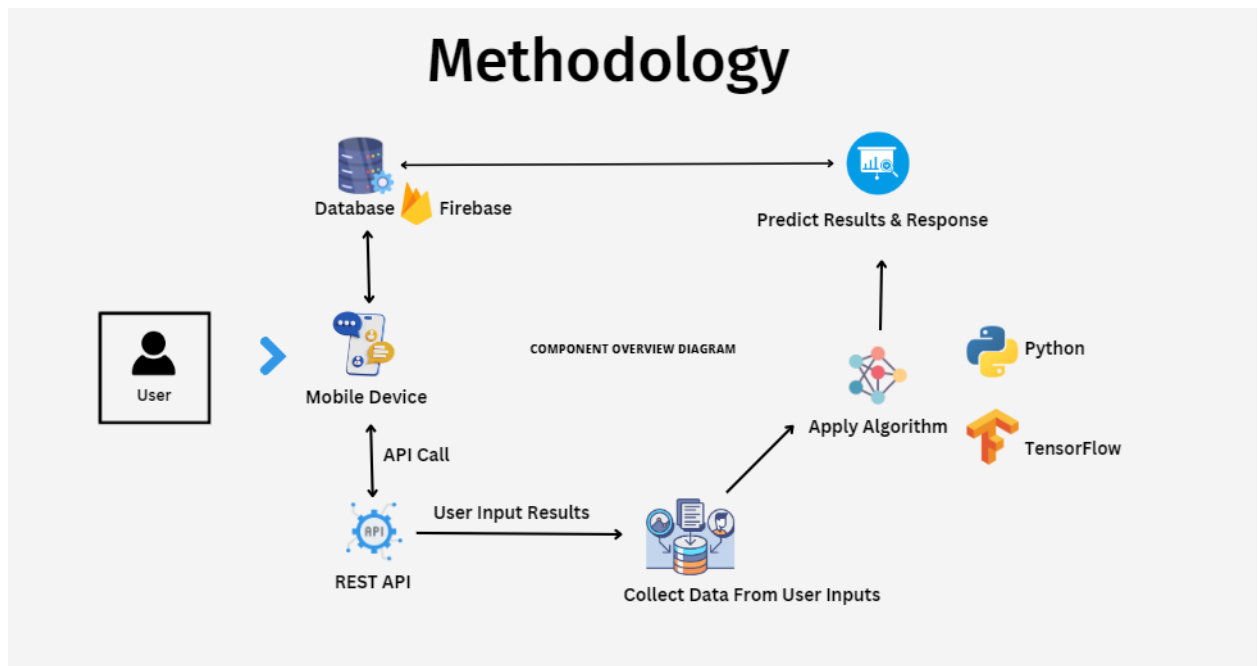 Methodology
Database
Firebase
Predict Results & Response
User
Mobile Device
COMPONENT OVERVIEW DIAGRAM
Python
Apply Algorithm
TensorFlow
API Call
User Input Results
API
REST API
Collect Data From User Inputs